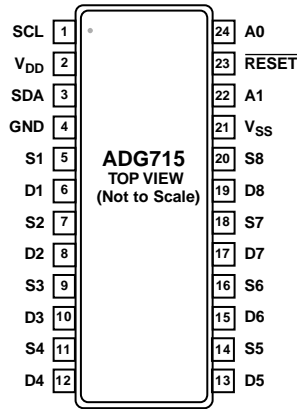 SCL 1 24 A0
VDD 2 23 RESET
SDA 3 22 A1
GND 4 21 VSS
S1 5 20 S8
D1 6 19 D8
S2 7 18 S7
D2 8 17 D7
S3 9 16 S6
D3 10 15 D6
S4 11 14 S5
D4 12 13 D5
ADG715
TOP VIEW
(Not to Scale)